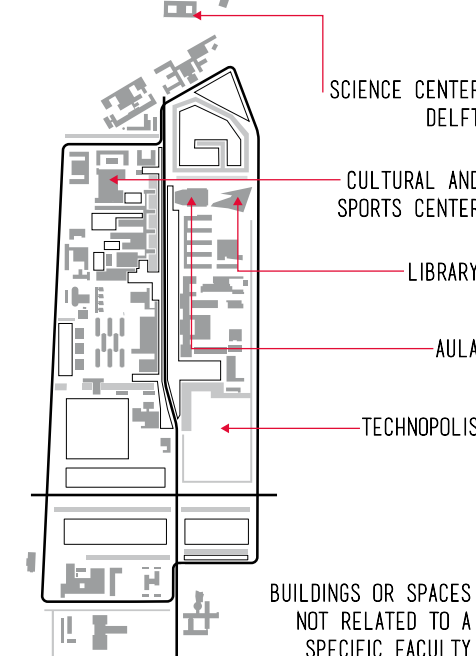 SCIENCE CENTER
DELFT
CULTURAL AND
SPORTS CENTER
LIBRARY
AULA
TECHNOPOLIS
BUILDINGS OR SPACES
NOT RELATED TO A
SPECIFIC FACULTY